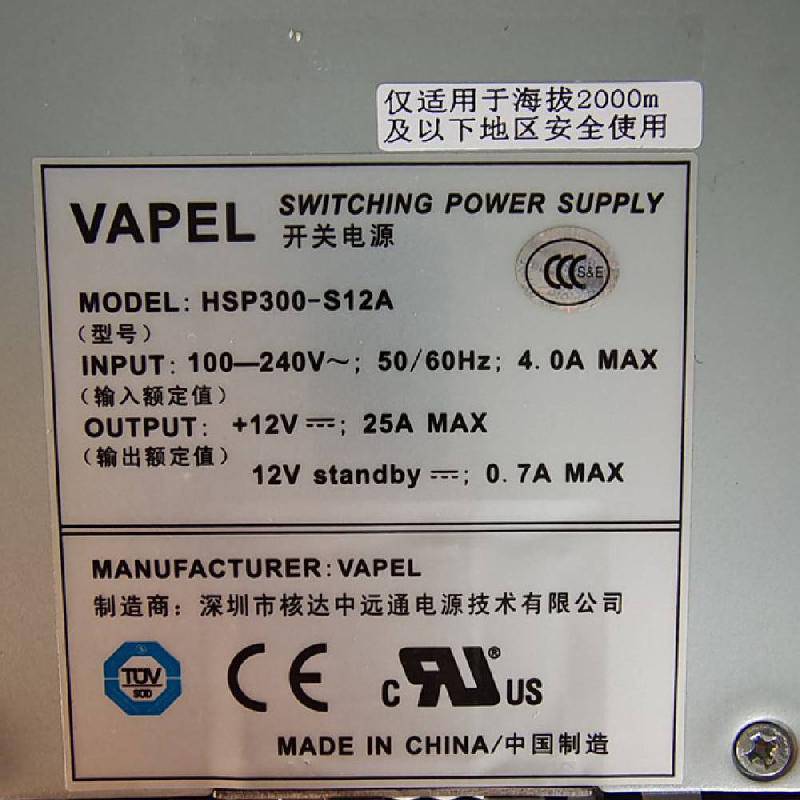 仅适用于海拔2000m
及以下地区安全使用
VAPEL SWITCHING POWER SUPPLY
开关电源
CCC S&E
MODEL: HSP300-S12A
(型号)
INPUT: 100—240V~; 50/60Hz; 4.0A MAX
(输入额定值)
OUTPUT: +12V⎓; 25A MAX
(输出额定值)
12V standby⎓; 0.7A MAX
MANUFACTURER: VAPEL
制造商: 深圳市核达中远通电源技术有限公司
TÜV
SÜD
CE
c RU® US
MADE IN CHINA/中国制造